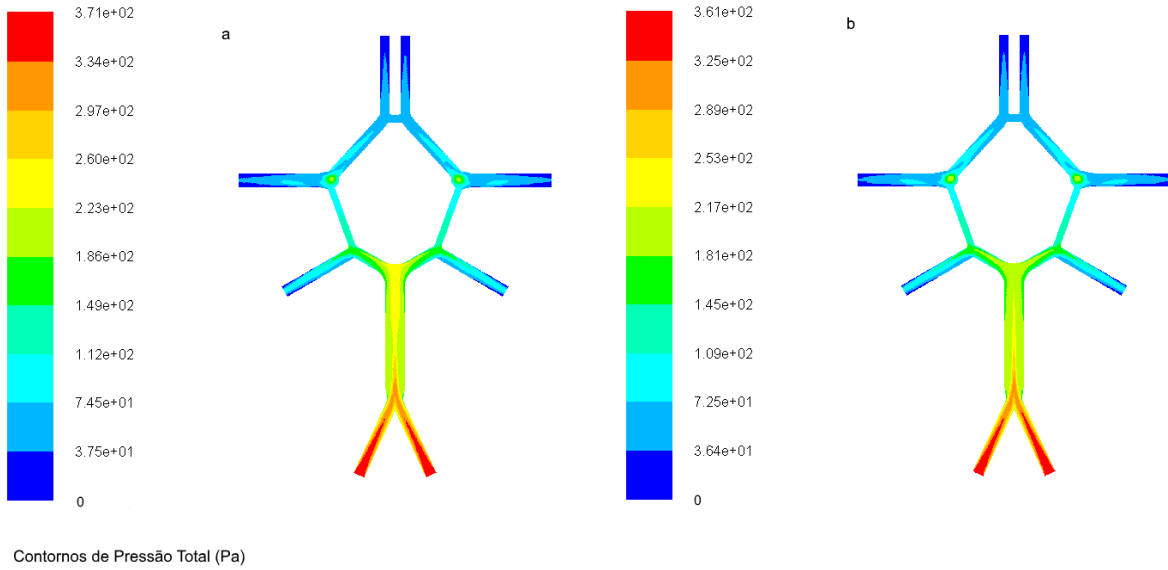 a
3.71e+02
3.34e+02
2.97e+02
2.60e+02
2.23e+02
1.86e+02
1.49e+02
1.12e+02
7.45e+01
3.75e+01
0
b
3.61e+02
3.25e+02
2.89e+02
2.53e+02
2.17e+02
1.81e+02
1.45e+02
1.09e+02
7.25e+01
3.64e+01
0
Contornos de Pressão Total (Pa)